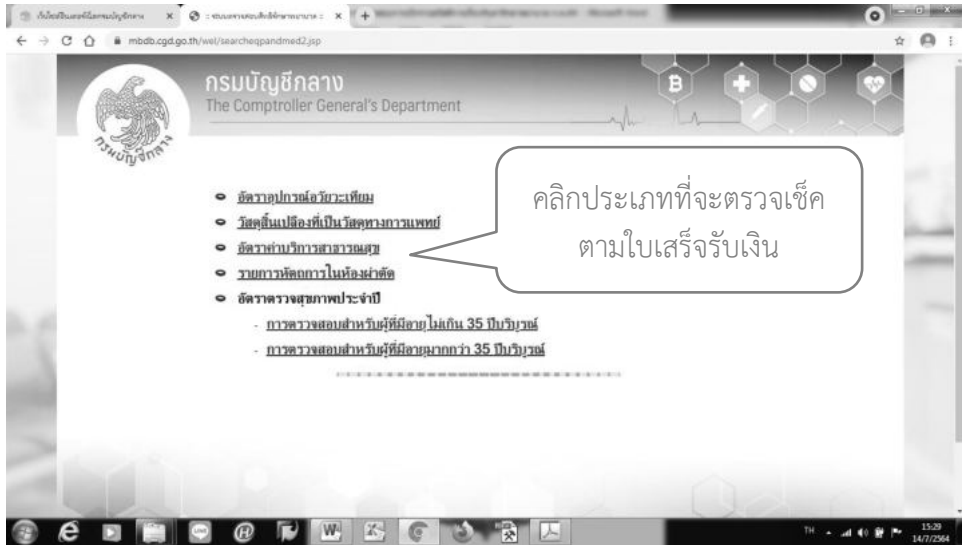 mbdb.cgd.go.th/wel/searcheqpandmed2.jsp
กรมบัญชีกลาง
The Comptroller General's Department
กรมบัญชีกลาง
คลิกประเภทที่จะตรวจเช็ค
ตามใบเสร็จรับเงิน
อัตราอุปกรณ์อวัยวะเทียม
วัสดุสิ้นเปลืองที่เป็นวัสดุทางการแพทย์
อัตราค่าบริการสาธารณสุข
รายการหัตถการในห้องผ่าตัด
อัตราตรวจสุขภาพประจำปี
- การตรวจสอบสำหรับผู้ที่มีอายุไม่เกิน 35 ปีบริบูรณ์
- การตรวจสอบสำหรับผู้ที่มีอายุมากกว่า 35 ปีบริบูรณ์
TH
15:29
14/7/2564